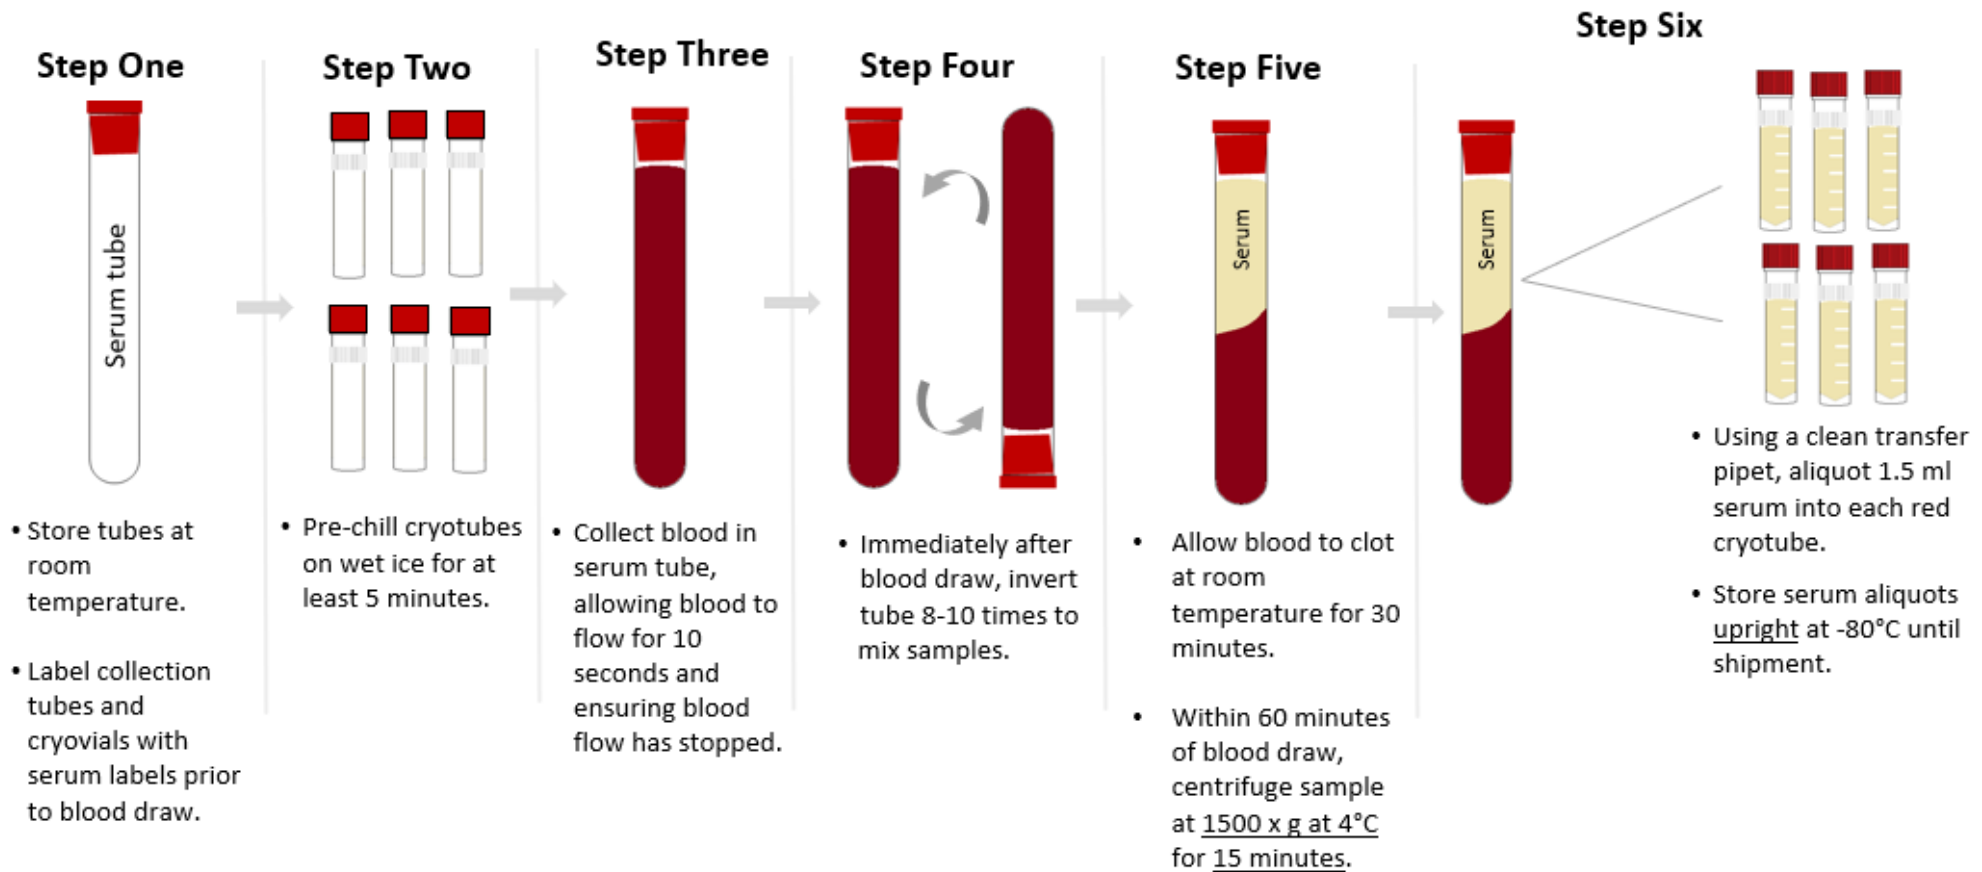 Step One
Serum tube
• Store tubes at
room
temperature.
• Label collection
tubes and
cryovials with
serum labels prior
to blood draw.
Step Two
• Pre-chill cryotubes
on wet ice for at
least 5 minutes.
Step Three
• Collect blood in
serum tube,
allowing blood to
flow for 10
seconds and
ensuring blood
flow has stopped.
Step Four
• Immediately after
blood draw, invert
tube 8-10 times to
mix samples.
Step Five
Serum
• Allow blood to clot
at room
temperature for 30
minutes.
• Within 60 minutes
of blood draw,
centrifuge sample
at 1500 x g at 4°C
for 15 minutes.
Step Six
Serum
• Using a clean transfer
pipet, aliquot 1.5 ml
serum into each red
cryotube.
• Store serum aliquots
upright at -80°C until
shipment.